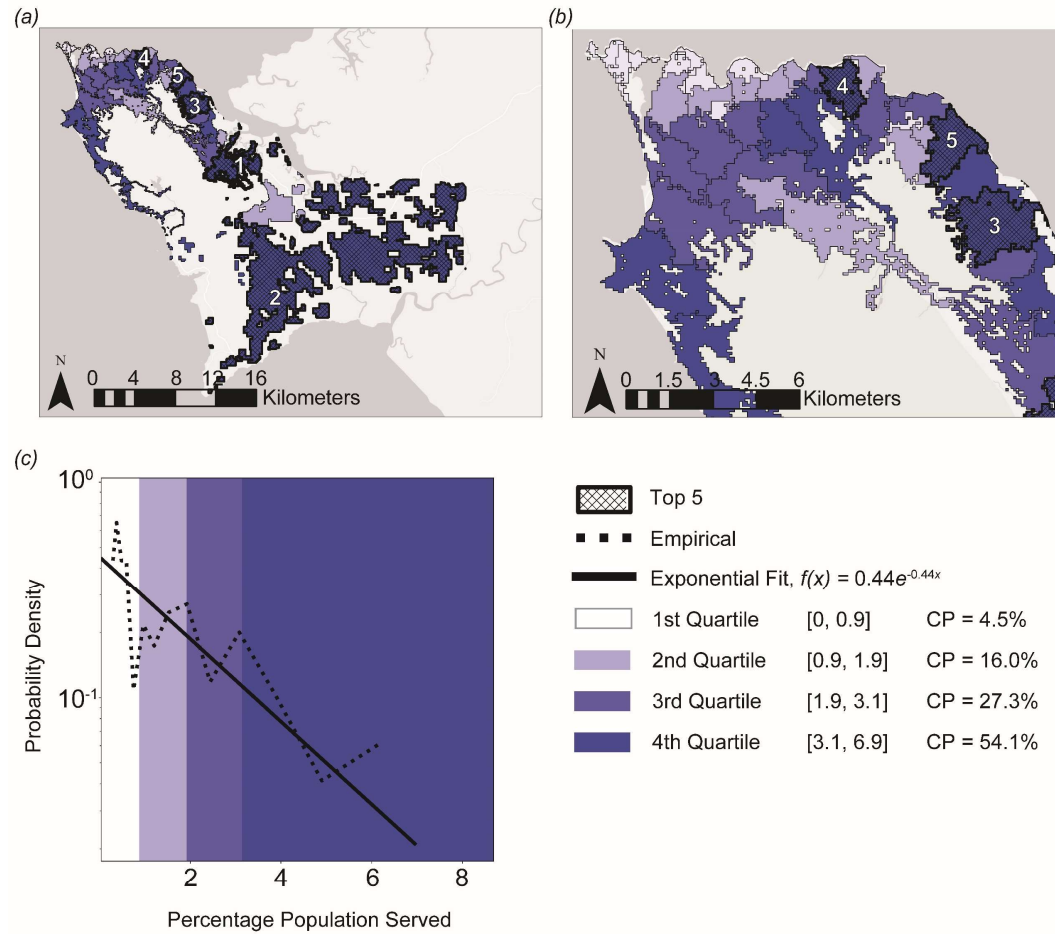 (a)
4
5
3
1
2
N
0 4 8 12 16
Kilometers
(b)
4
5
3
N
0 1.5 3 4.5 6
Kilometers
(c)
10⁰
10⁻¹
Probability Density
2 4 6 8
Percentage Population Served
Top 5
Empirical
Exponential Fit, f(x) = 0.44e⁻⁰·⁴⁴ˣ
1st Quartile [0, 0.9] CP = 4.5%
2nd Quartile [0.9, 1.9] CP = 16.0%
3rd Quartile [1.9, 3.1] CP = 27.3%
4th Quartile [3.1, 6.9] CP = 54.1%